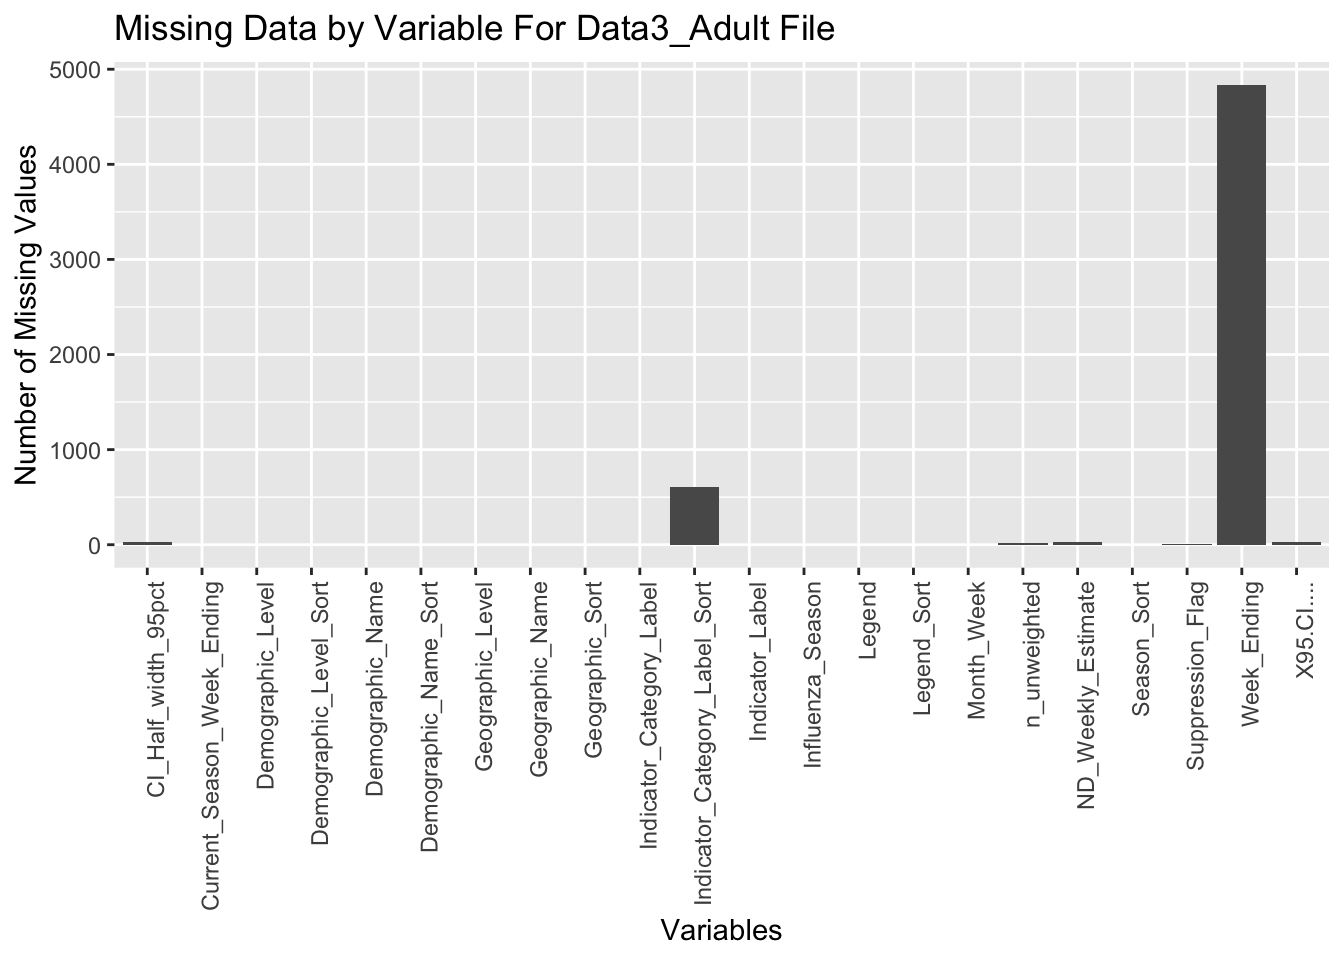 Missing Data by Variable For Data3_Adult File
Number of Missing Values
5000
4000
3000
2000
1000
0
CI_Half_width_95pct
Current_Season_Week_Ending
Demographic_Level
Demographic_Level_Sort
Demographic_Name
Demographic_Name_Sort
Geographic_Level
Geographic_Name
Geographic_Sort
Indicator_Category_Label
Indicator_Category_Label_Sort
Indicator_Label
Influenza_Season
Legend
Legend_Sort
Month_Week
n_unweighted
ND_Weekly_Estimate
Season_Sort
Suppression_Flag
Week_Ending
X95.CI....
Variables